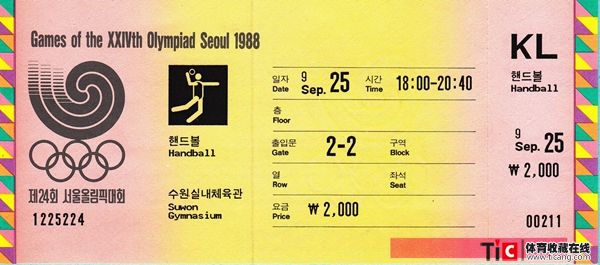 Games of the XXIVth Olympiad Seoul 1988
제24회 서울올림픽대회
1225224
핸드볼
Handball
수원실내체육관
Suwon
Gymnasium
일자 9 시간
Date Sep. 25 Time 18:00-20:40
층
Floor
출입문 구역
Gate 2-2 Block
열 좌석
Row Seat
요금
Price ₩ 2,000
KL
핸드볼
Handball
9
Sep. 25
₩ 2,000
00211
TiC 体育收藏在线
www.ticang.com